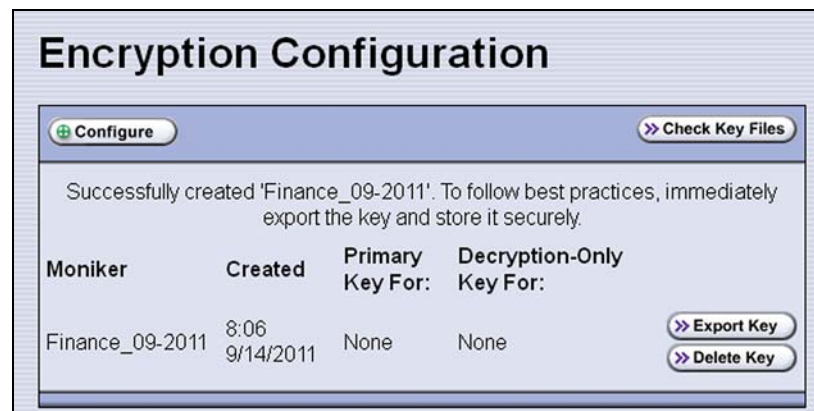 Encryption Configuration
Configure
Check Key Files
Successfully created 'Finance_09-2011'. To follow best practices, immediately
export the key and store it securely.
Moniker Created Primary Key For: Decryption-Only Key For:
Finance_09-2011 8:06 9/14/2011 None None
Export Key
Delete Key